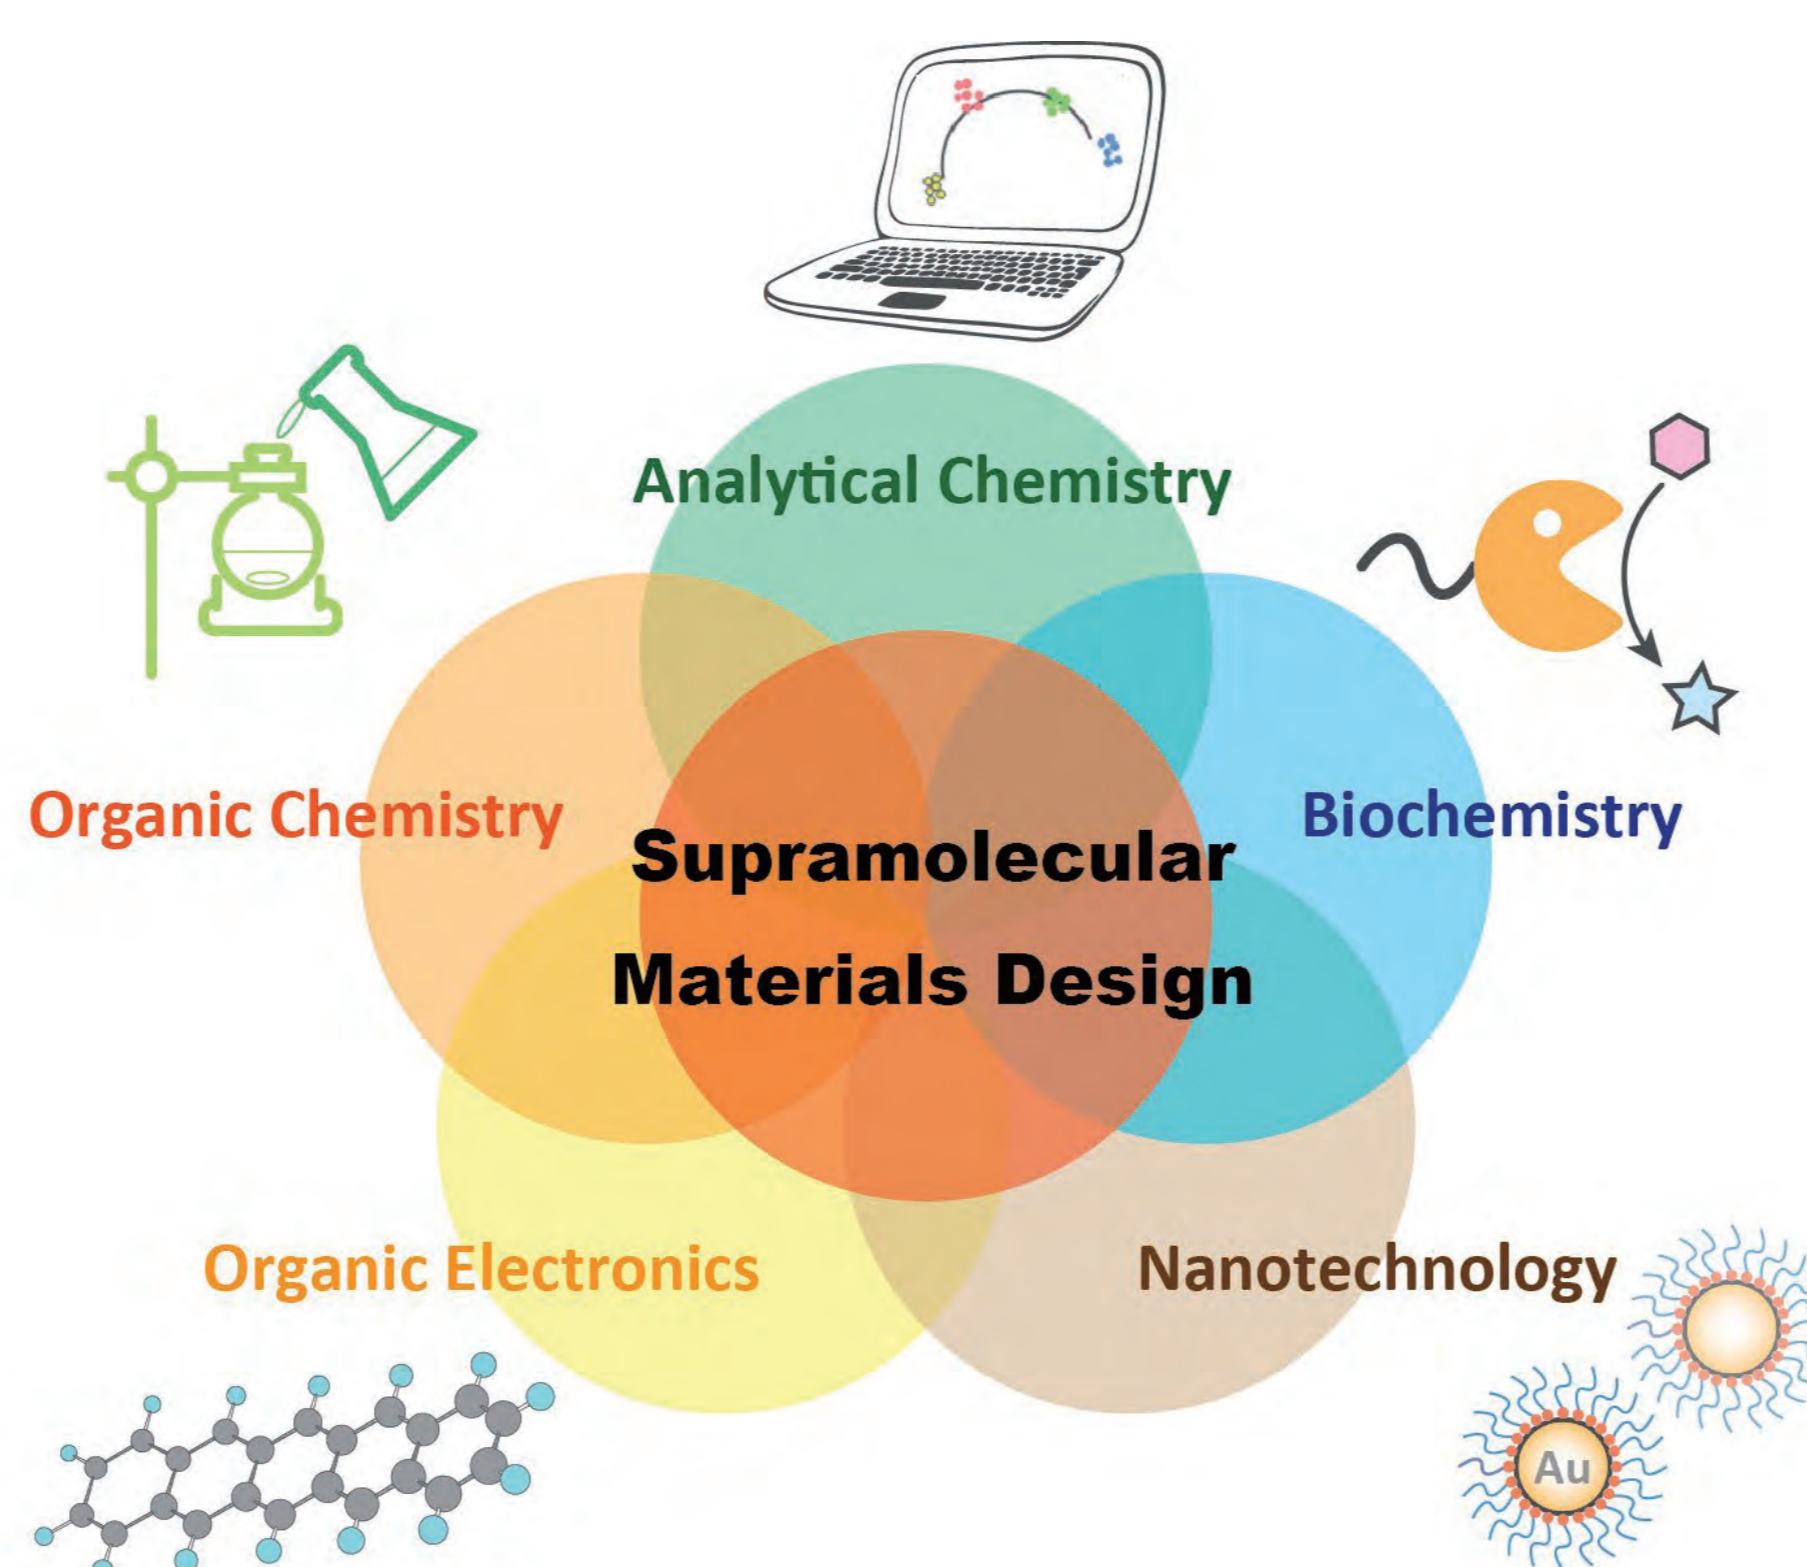 Analytical Chemistry
Organic Chemistry
Biochemistry
Supramolecular
Materials Design
Organic Electronics
Nanotechnology
Au